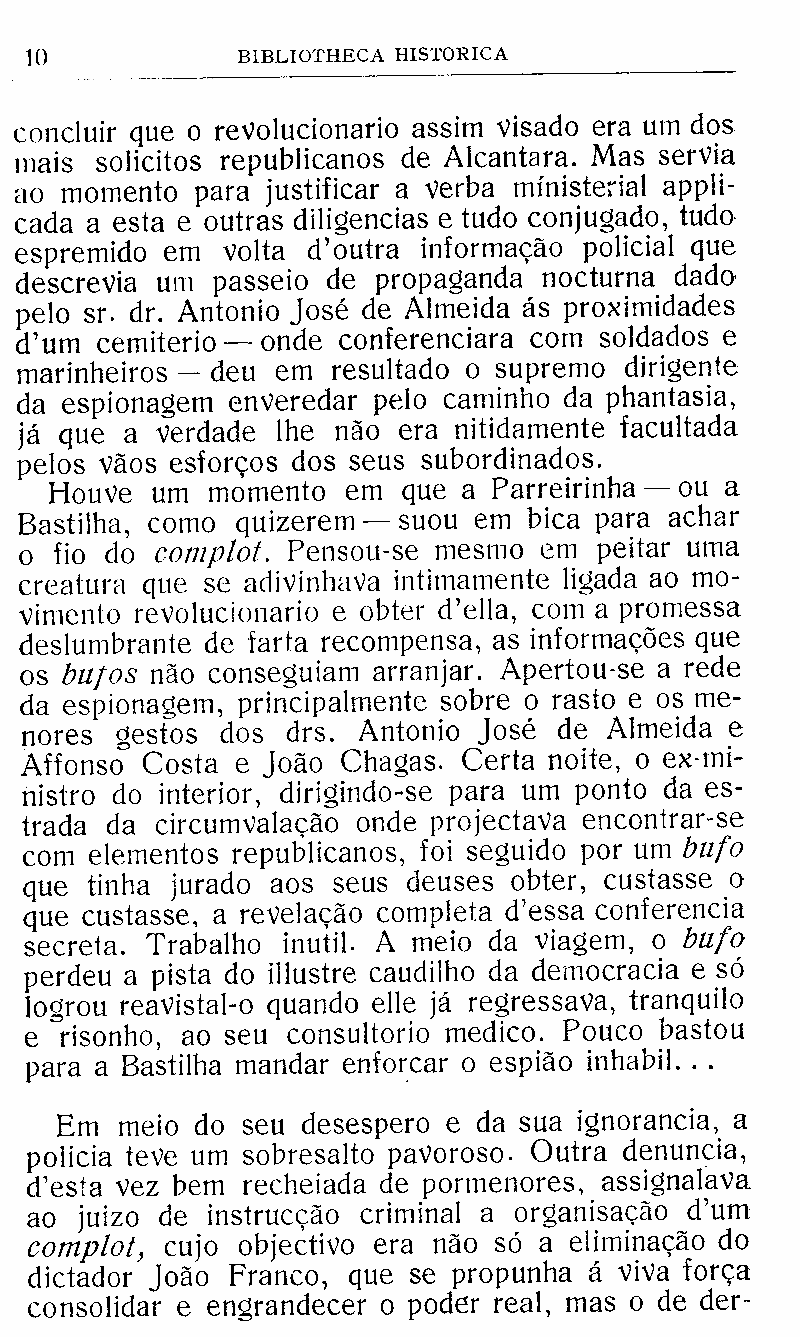 10 BIBLIOTHECA HISTORICA
concluir que o revolucionario assim visado era um dos
mais solicitos republicanos de Alcantara. Mas servia
ao momento para justificar a verba ministerial appli-
cada a esta e outras diligencias e tudo conjugado, tudo
espremido em volta d'outra informação policial que
descrevia um passeio de propaganda nocturna dado
pelo sr. dr. Antonio José de Almeida ás proximidades
d'um cemiterio — onde conferenciara com soldados e
marinheiros — deu em resultado o supremo dirigente
da espionagem enveredar pelo caminho da phantasia,
já que a verdade lhe não era nitidamente facultada
pelos vãos esforços dos seus subordinados.
Houve um momento em que a Parreirinha — ou a
Bastilha, como quizerem — suou em bica para achar
o fio do complot. Pensou-se mesmo em peitar uma
creatura que se adivinhava intimamente ligada ao mo-
vimento revolucionario e obter d'ella, com a promessa
deslumbrante de farta recompensa, as informações que
os bufos não conseguiam arranjar. Apertou-se a rede
da espionagem, principalmente sobre o rasto e os me-
nores gestos dos drs. Antonio José de Almeida e
Affonso Costa e João Chagas. Certa noite, o ex-mi-
nistro do interior, dirigindo-se para um ponto da es-
trada da circumvalação onde projectava encontrar-se
com elementos republicanos, foi seguido por um bufo
que tinha jurado aos seus deuses obter, custasse o
que custasse, a revelação completa d'essa conferencia
secreta. Trabalho inutil. A meio da viagem, o bufo
perdeu a pista do illustre caudilho da democracia e só
logrou reavistal-o quando elle já regressava, tranquilo
e risonho, ao seu consultorio medico. Pouco bastou
para a Bastilha mandar enforcar o espião inhabil...
Em meio do seu desespero e da sua ignorancia, a
policia teve um sobresalto pavoroso. Outra denuncia,
d'esta vez bem recheiada de pormenores, assignalava
ao juizo de instrucção criminal a organisação d'um
complot, cujo objectivo era não só a eliminação do
dictador João Franco, que se propunha á viva força
consolidar e engrandecer o poder real, mas o de der-